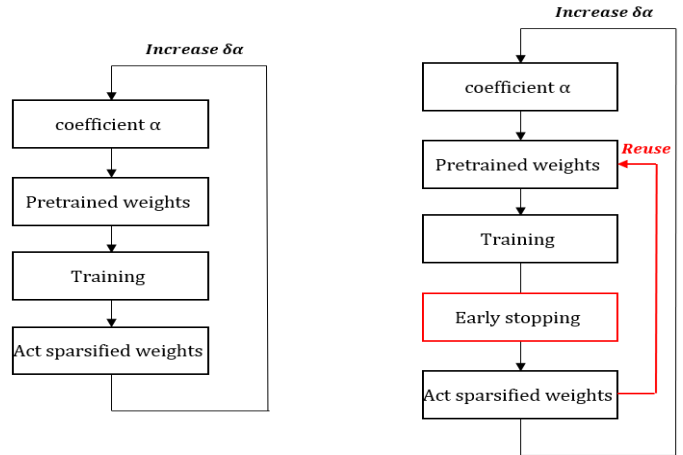 Increase δα
coefficient α
Pretrained weights
Training
Act sparsified weights
Increase δα
coefficient α
Reuse
Pretrained weights
Training
Early stopping
Act sparsified weights